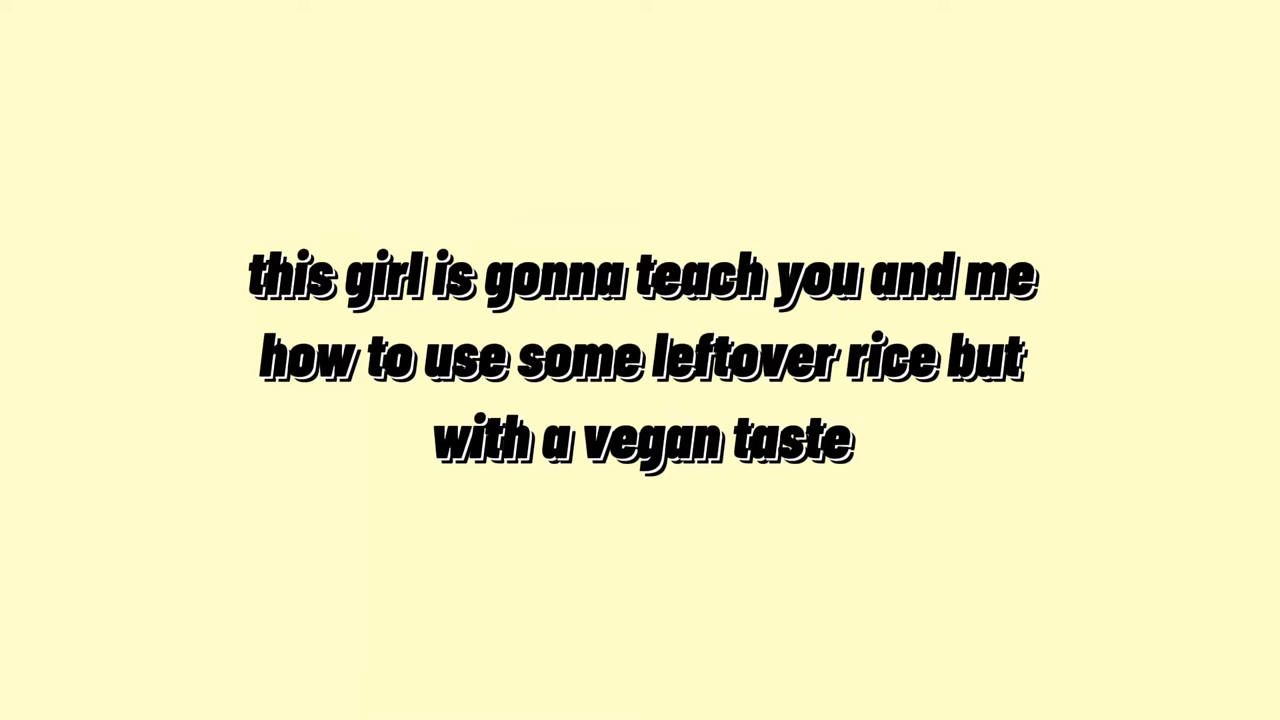 this girl is gonna teach you and me
how to use some leftover rice but
with a vegan taste